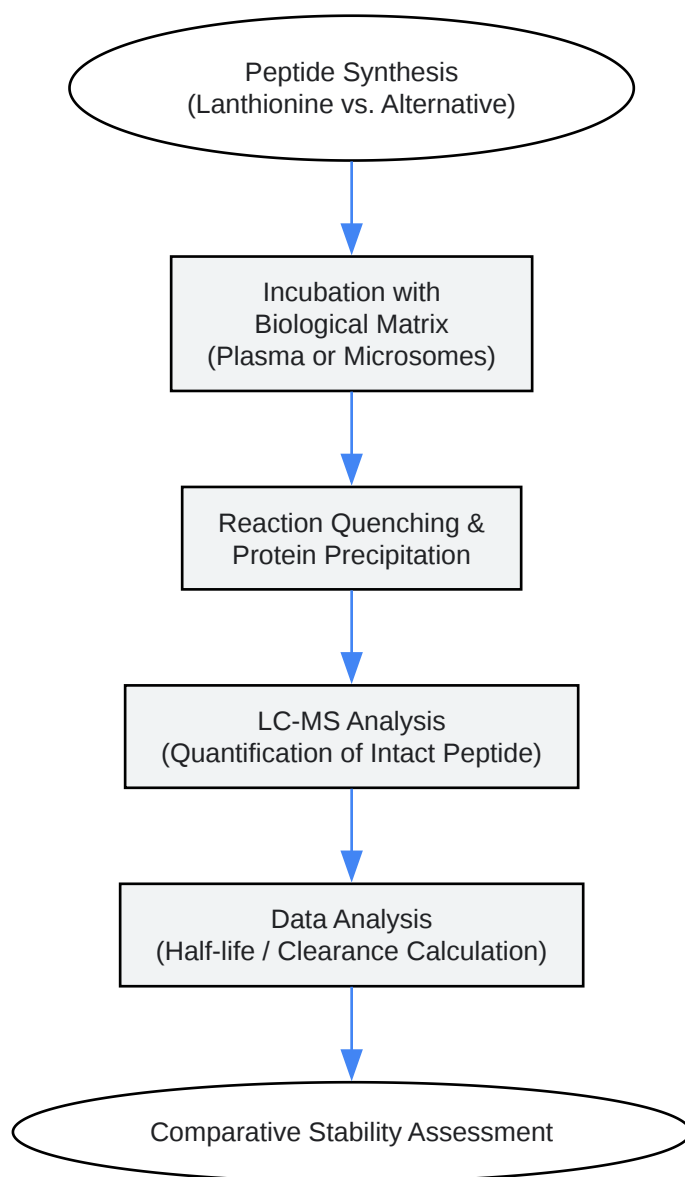 Peptide Synthesis
(Lanthionine vs. Alternative)
Incubation with
Biological Matrix
(Plasma or Microsomes)
Reaction Quenching &
Protein Precipitation
LC-MS Analysis
(Quantification of Intact Peptide)
Data Analysis
(Half-life / Clearance Calculation)
Comparative Stability Assessment